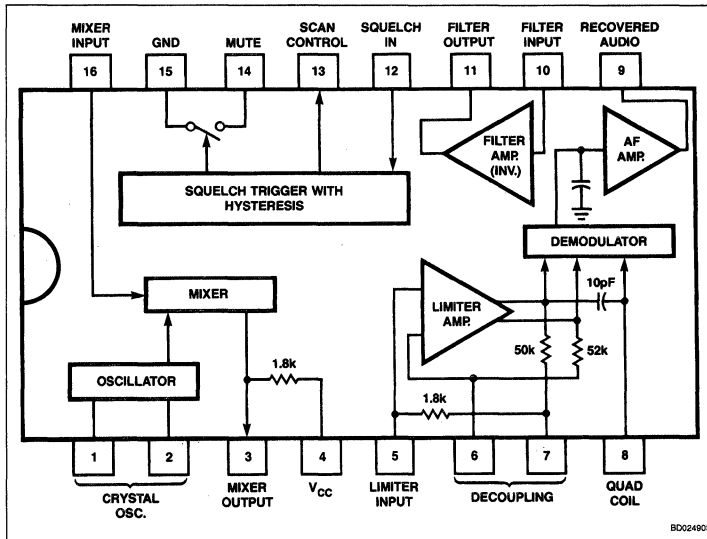 MIXER INPUT
GND
MUTE
SCAN CONTROL
SQUELCH IN
FILTER OUTPUT
FILTER INPUT
RECOVERED AUDIO
16
15
14
13
12
11
10
9
FILTER AMP. (INV.)
AF AMP.
SQUELCH TRIGGER WITH HYSTERESIS
DEMODULATOR
MIXER
LIMITER AMP.
10pF
50k
52k
1.8k
OSCILLATOR
1.8k
1
2
3
4
5
6
7
8
CRYSTAL OSC.
MIXER OUTPUT
VCC
LIMITER INPUT
DECOUPLING
QUAD COIL